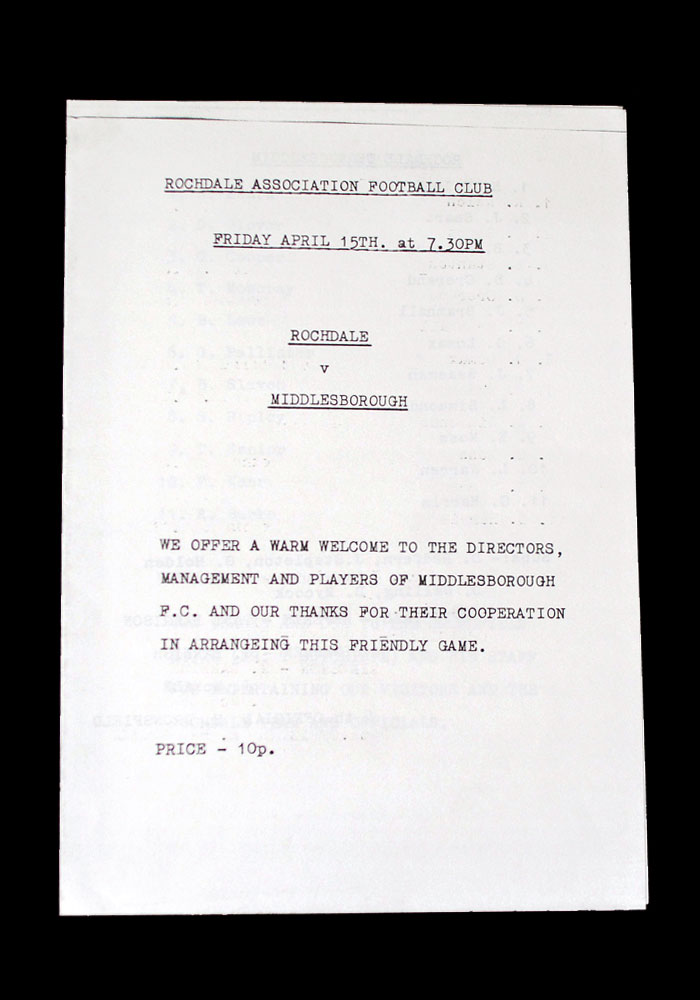 ROCHDALE ASSOCIATION FOOTBALL CLUB
FRIDAY APRIL 15TH. at 7.30PM
ROCHDALE
v
MIDDLESBOROUGH
WE OFFER A WARM WELCOME TO THE DIRECTORS,
MANAGEMENT AND PLAYERS OF MIDDLESBOROUGH
F.C. AND OUR THANKS FOR THEIR COOPERATION
IN ARRANGEING THIS FRIENDLY GAME.
PRICE - 10p.